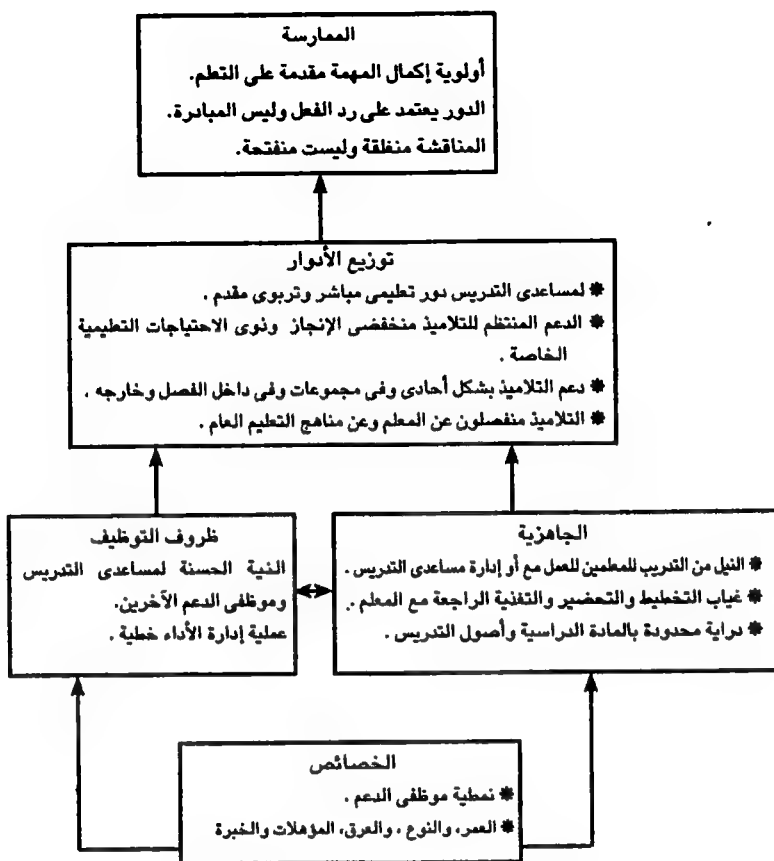 الممارسة
أولوية إكمال المهمة مقدمة على التعلم.
الدور يعتمد على رد الفعل وليس المبادرة.
المناقشة منغلقة وليست منفتحة.
توزيع الأدوار
* لمساعدى التدريس دور تعليمى مباشر وتربوى مقدم .
* الدعم المنتظم للتلاميذ منخفضى الإنجاز وذوى الاحتياجات التعليمية
الخاصة .
* دعم التلاميذ بشكل أحادى وفى مجموعات وفى داخل الفصل وخارجه .
* التلاميذ منفصلون عن المعلم وعن مناهج التعليم العام .
ظروف التوظيف
النية الحسنة لمساعدى التدريس
وموظفى الدعم الآخرين.
عملية إدارة الأداء خطية .
الجاهزية
* النيل من التدريب للمعلمين للعمل مع أو إدارة مساعدى التدريس .
* غياب التخطيط والتحضير والتغذية الراجعة مع المعلم .
* دراية محدودة بالمادة الدراسية وأصول التدريس .
الخصائص
* نمطية موظفى الدعم .
* العمر، والنوع ، والعرق، المؤهلات والخبرة